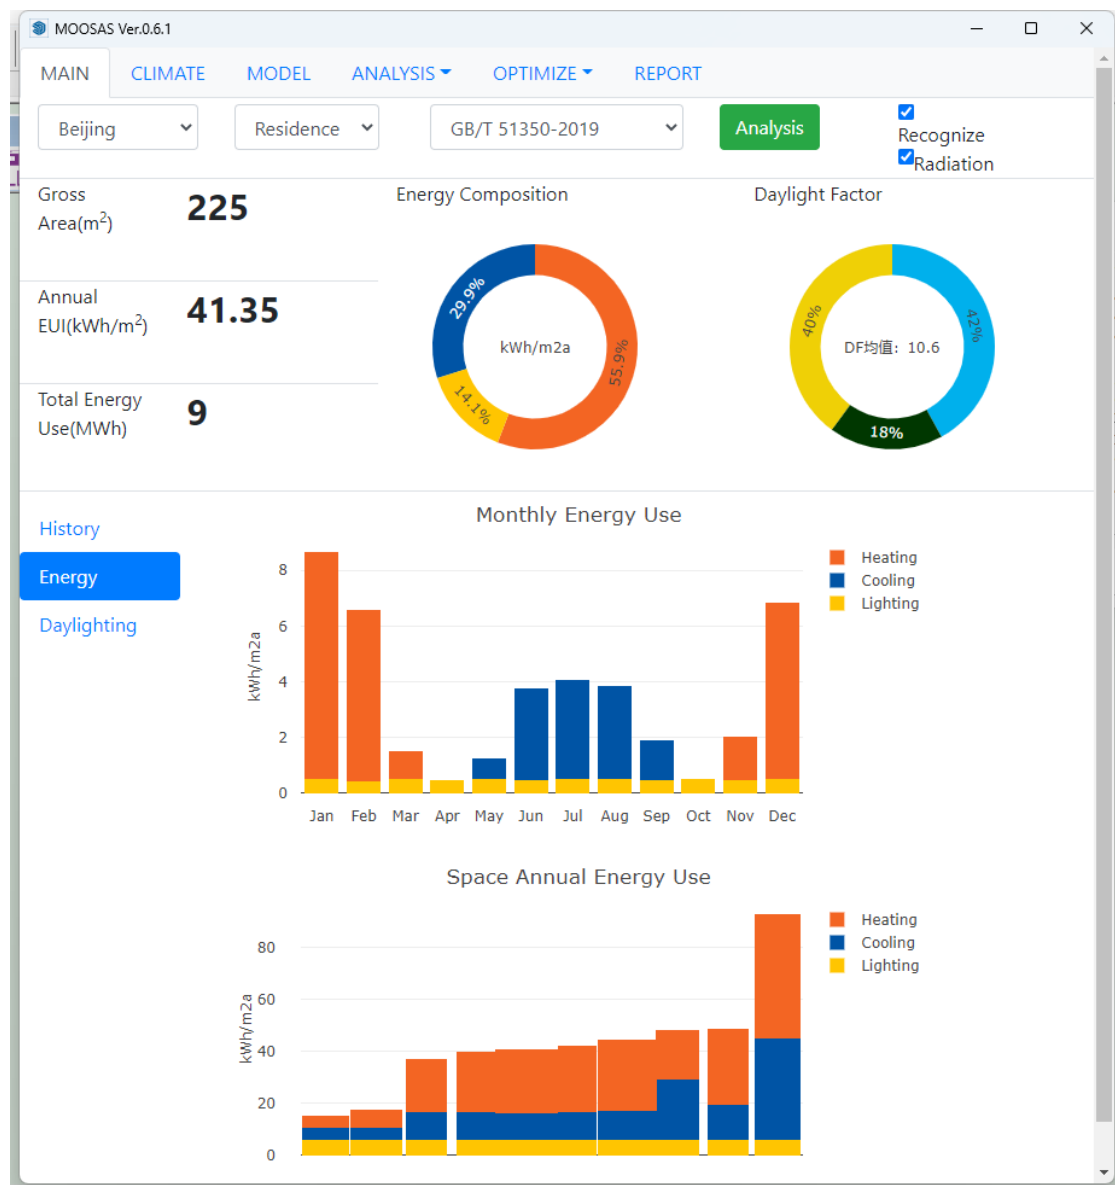 MOOSAS Ver.0.6.1
MAIN CLIMATE MODEL ANALYSIS OPTIMIZE REPORT
Beijing Residence GB/T 51350-2019 Analysis
Recognize
Radiation
Gross
Area(m²)
225
Annual
EUI(kWh/m²)
41.35
Total Energy
Use(MWh)
9
Energy Composition
29.9%
55.9%
14.1%
kWh/m2a
Daylight Factor
40%
42%
18%
DF均值: 10.6
History
Energy
Daylighting
Monthly Energy Use
kWh/m2a
8
6
4
2
0
Jan Feb Mar Apr May Jun Jul Aug Sep Oct Nov Dec
Heating
Cooling
Lighting
Space Annual Energy Use
kWh/m2a
80
60
40
20
0
Heating
Cooling
Lighting